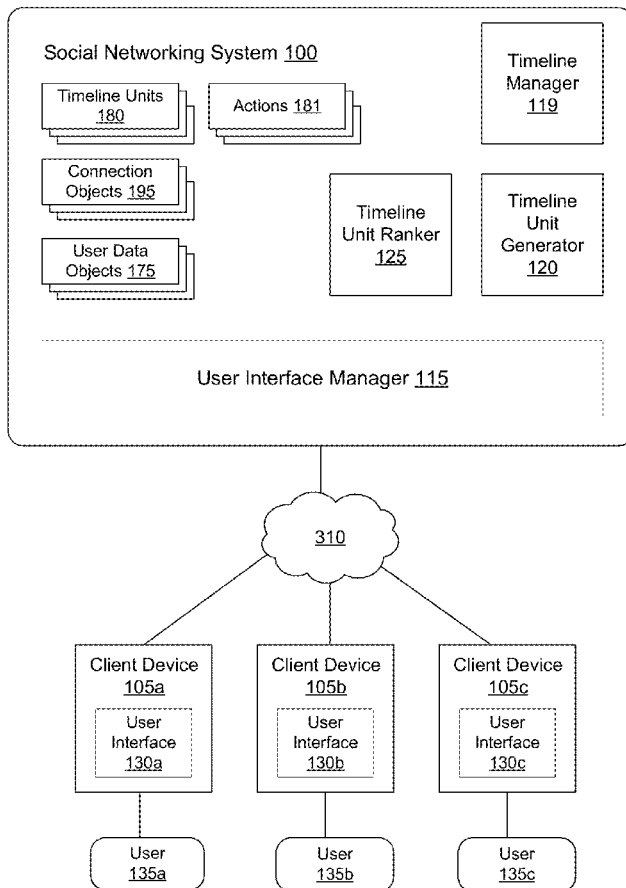 Social Networking System 100
Timeline Units
180
Actions 181
Timeline
Manager
119
Connection
Objects 195
User Data
Objects 175
Timeline
Unit Ranker
125
Timeline
Unit
Generator
120
User Interface Manager 115
310
Client Device
105a
User
Interface
130a
Client Device
105b
User
Interface
130b
Client Device
105c
User
Interface
130c
User
135a
User
135b
User
135c